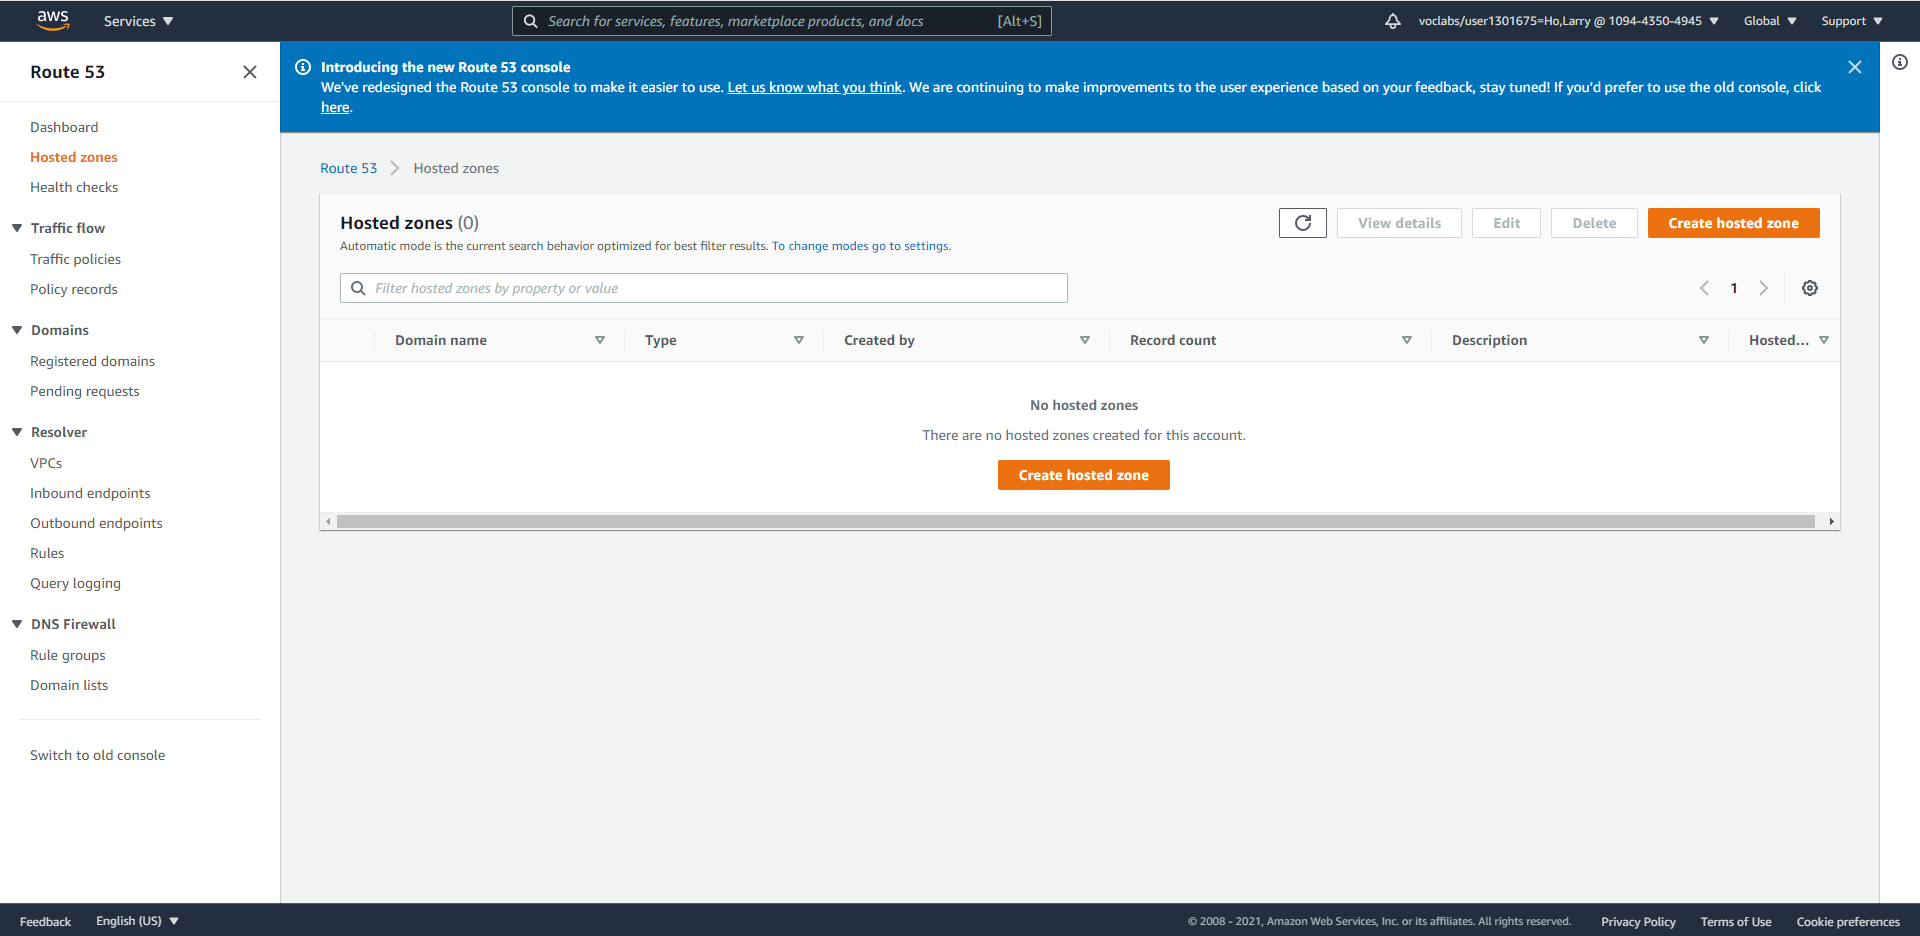 aws
Services
Search for services, features, marketplace products, and docs [Alt+S]
voclabs/user1301675=Ho,Larry @ 1094-4350-4945
Global
Support
Route 53
Dashboard
Hosted zones
Health checks
Traffic flow
Traffic policies
Policy records
Domains
Registered domains
Pending requests
Resolver
VPCs
Inbound endpoints
Outbound endpoints
Rules
Query logging
DNS Firewall
Rule groups
Domain lists
Switch to old console
Introducing the new Route 53 console
We've redesigned the Route 53 console to make it easier to use. Let us know what you think. We are continuing to make improvements to the user experience based on your feedback, stay tuned! If you’d prefer to use the old console, click
here.
Route 53 Hosted zones
Hosted zones (0)
Automatic mode is the current search behavior optimized for best filter results. To change modes go to settings.
View details
Edit
Delete
Create hosted zone
Filter hosted zones by property or value
1
Domain name Type Created by Record count Description Hosted...
No hosted zones
There are no hosted zones created for this account.
Create hosted zone
Feedback
English (US)
© 2008 - 2021, Amazon Web Services, Inc. or its affiliates. All rights reserved.
Privacy Policy
Terms of Use
Cookie preferences